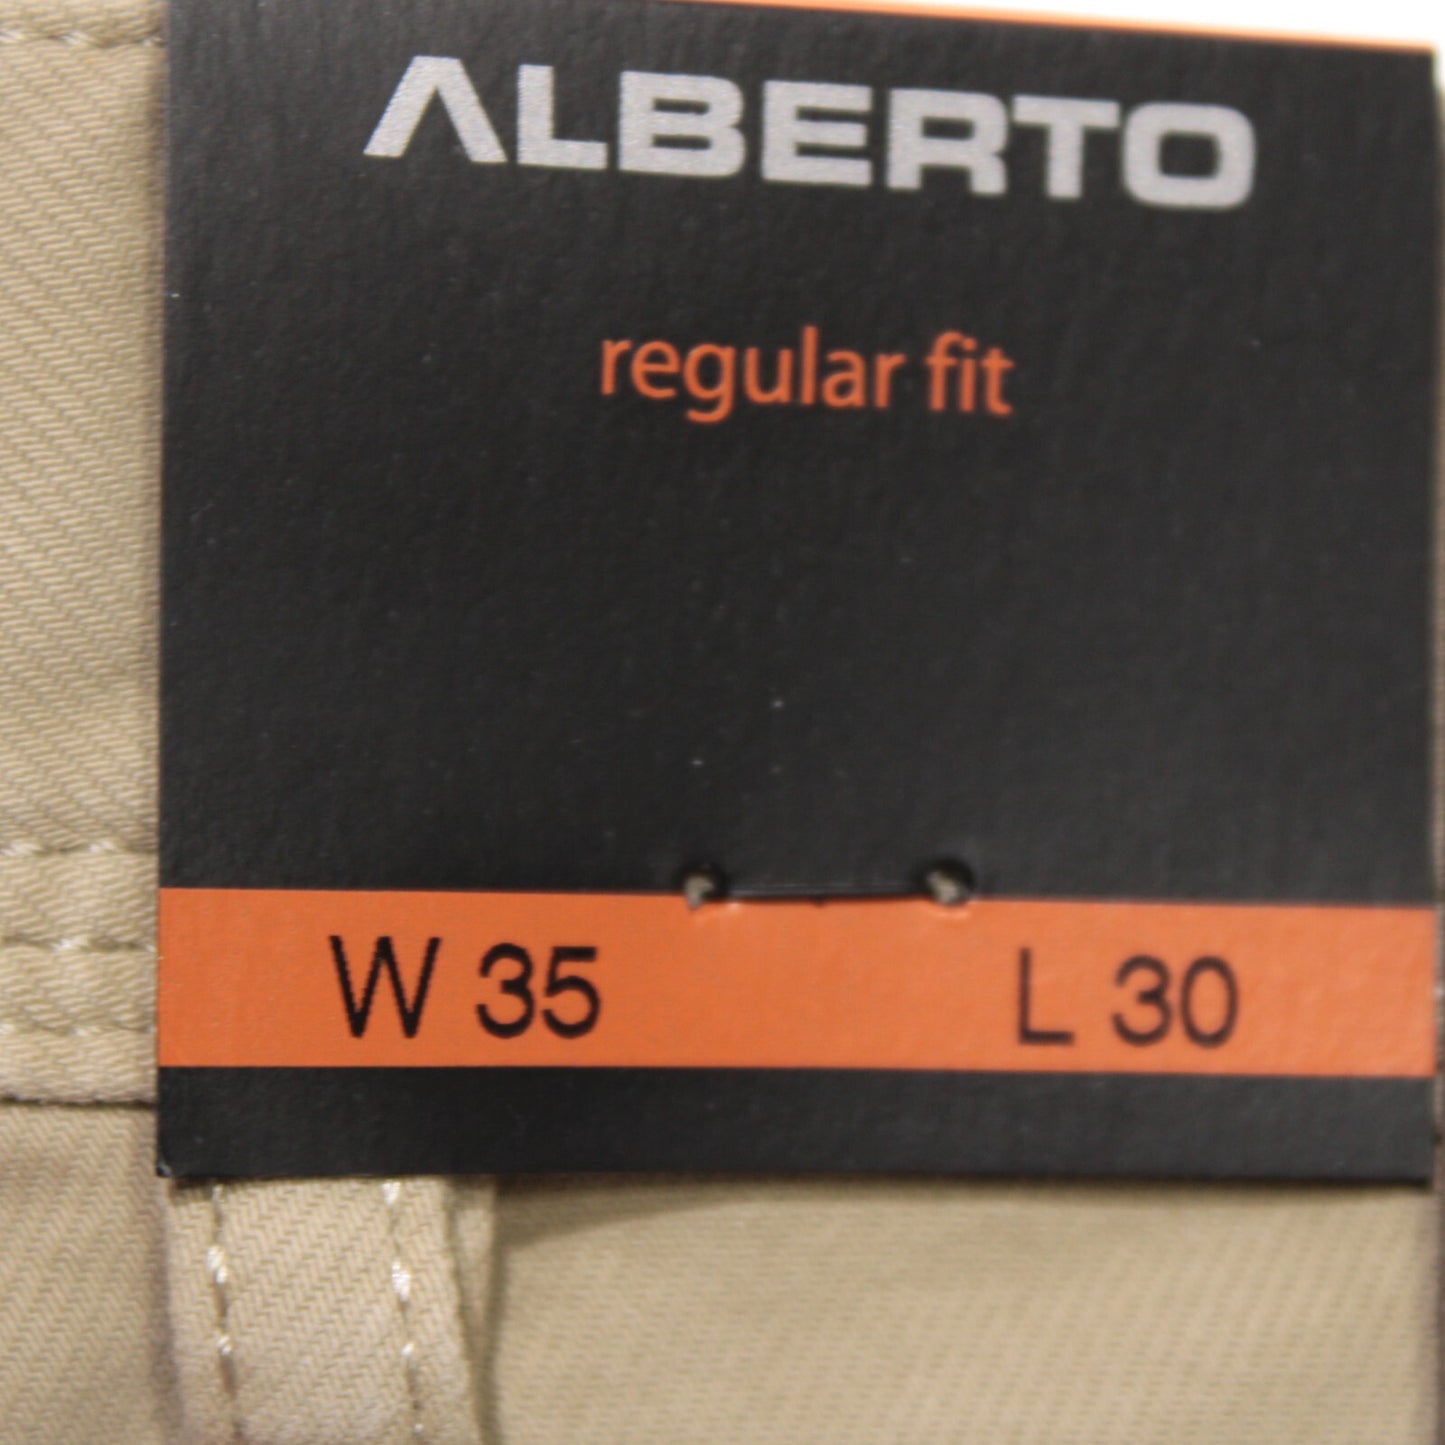 ALBERTO
regular fit
W 35 L 30